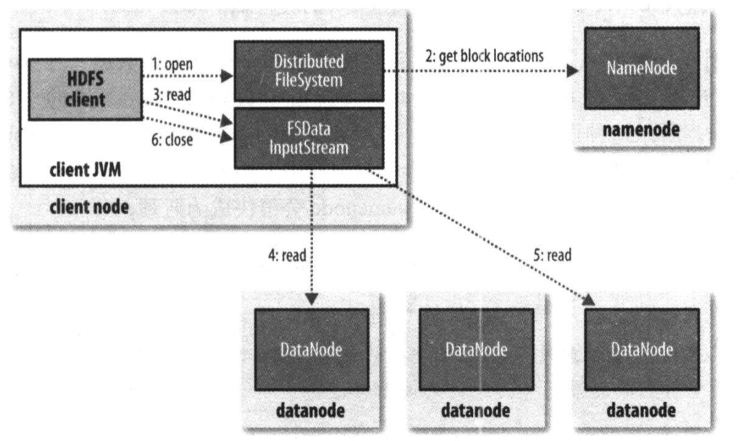 1: open
Distributed
FileSystem
2: get block locations
NameNode
HDFS
client
3: read
6: close
FSData
InputStream
namenode
client JVM
client node
4: read
5: read
DataNode
DataNode
DataNode
datanode
datanode
datanode